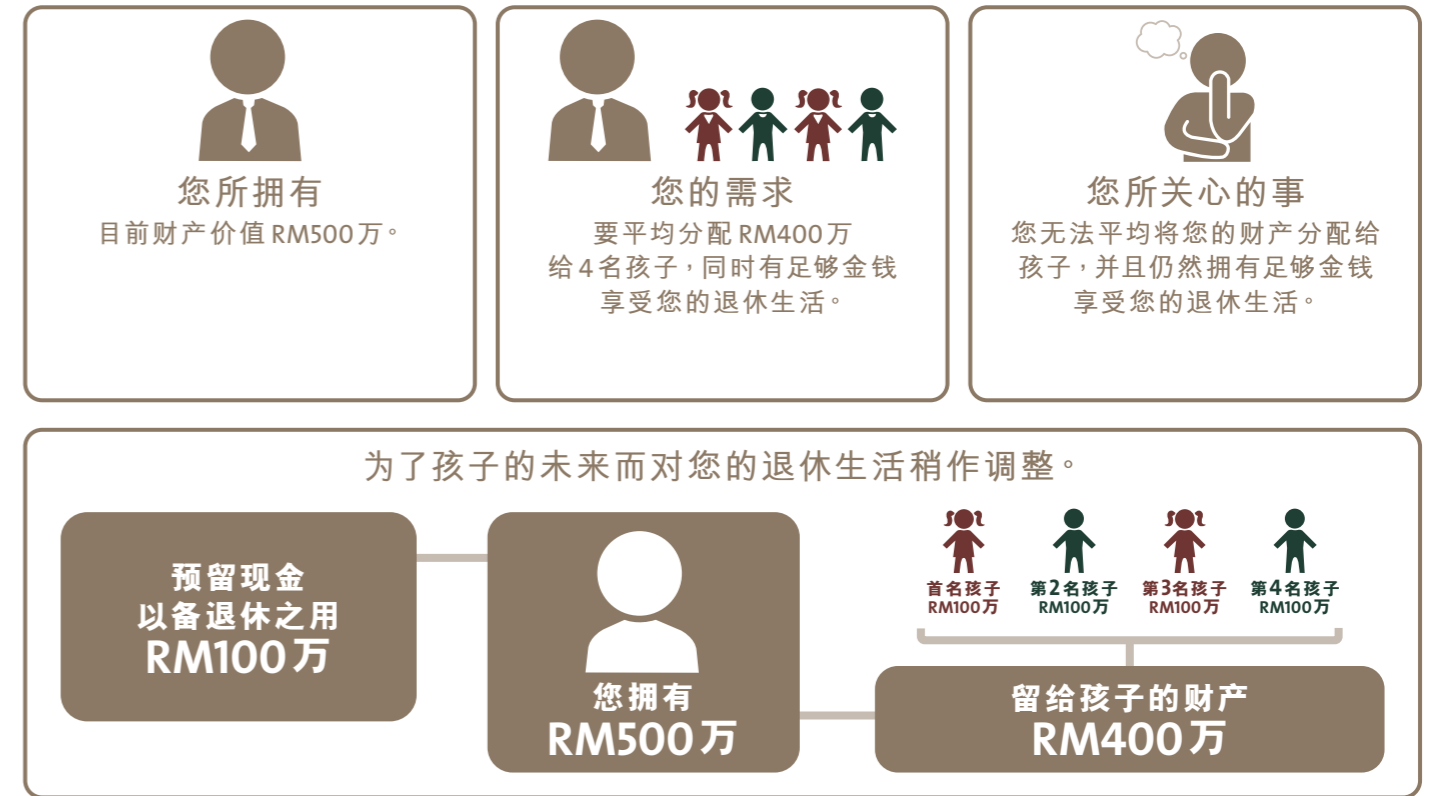 您所拥有
目前财产价值 RM500万。
您的需求
要平均分配 RM400万
给4名孩子，同时有足够金钱
享受您的退休生活。
您所关心的事
您无法平均将您的财产分配给
孩子，并且仍然拥有足够金钱
享受您的退休生活。
为了孩子的未来而对您的退休生活稍作调整。
预留现金
以备退休之用
RM100万
您拥有
RM500万
首名孩子
RM100万
第2名孩子
RM100万
第3名孩子
RM100万
第4名孩子
RM100万
留给孩子的财产
RM400万